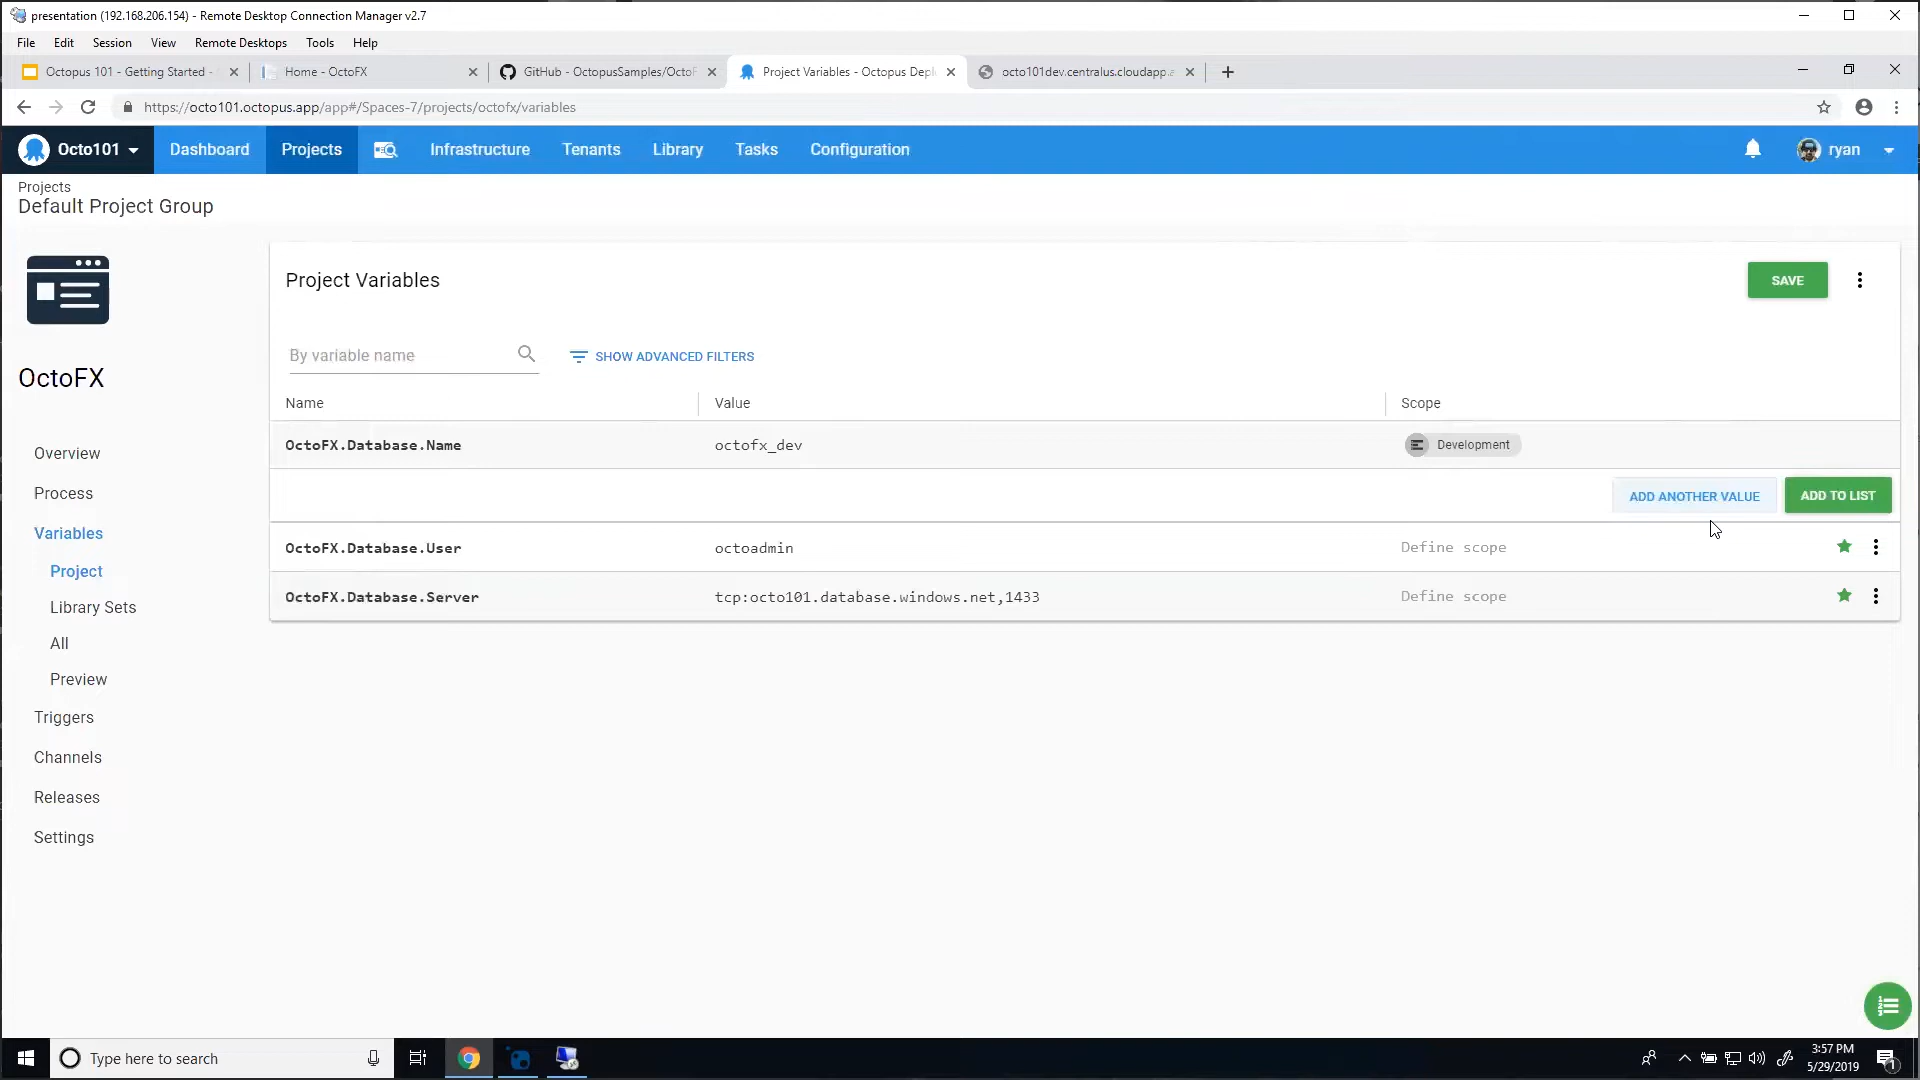 presentation (192.168.206.154) - Remote Desktop Connection Manager v2.7
File Edit Session View Remote Desktops Tools Help
Octopus 101 - Getting Started -
Home - OctoFX
GitHub - OctopusSamples/OctoF
Project Variables - Octopus Depl
octo101dev.centralus.cloudapp.a
https://octo101.octopus.app/app#/Spaces-7/projects/octofx/variables
Octo101 Dashboard Projects Infrastructure Tenants Library Tasks Configuration ryan
Projects
Default Project Group
OctoFX
Overview
Process
Variables
Project
Library Sets
All
Preview
Triggers
Channels
Releases
Settings
Project Variables
SAVE
By variable name
SHOW ADVANCED FILTERS
Name Value Scope
OctoFX.Database.Name octofx_dev Development
ADD ANOTHER VALUE ADD TO LIST
OctoFX.Database.User octoadmin Define scope
OctoFX.Database.Server tcp:octo101.database.windows.net,1433 Define scope
Type here to search
3:57 PM
5/29/2019
1